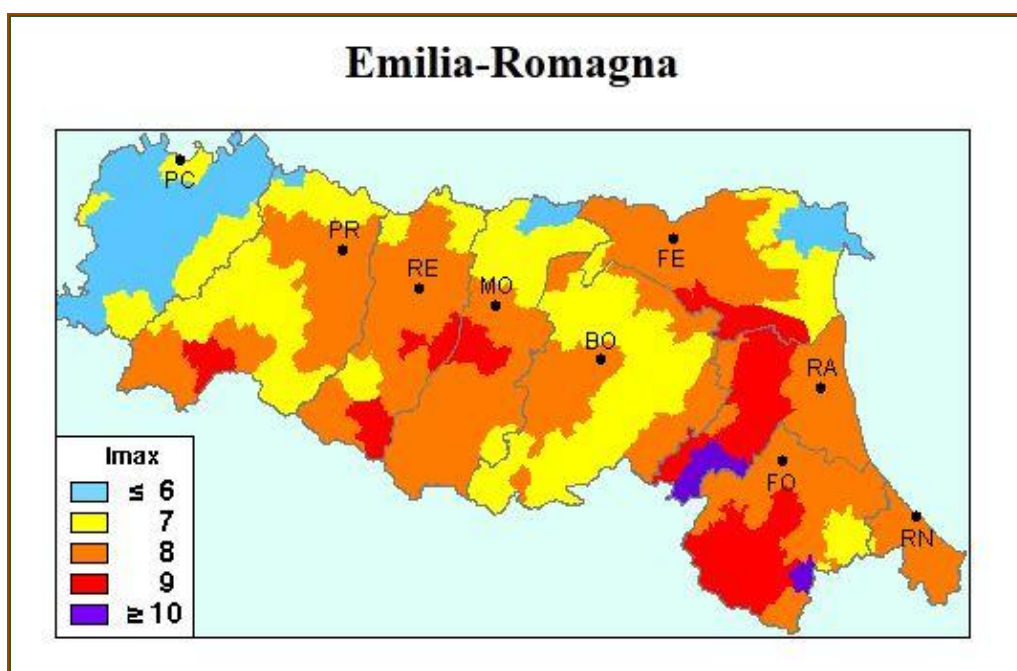 Emilia-Romagna
PC
PR
RE
MO
FE
BO
RA
FO
RN
Imax
≤ 6
7
8
9
≥ 10